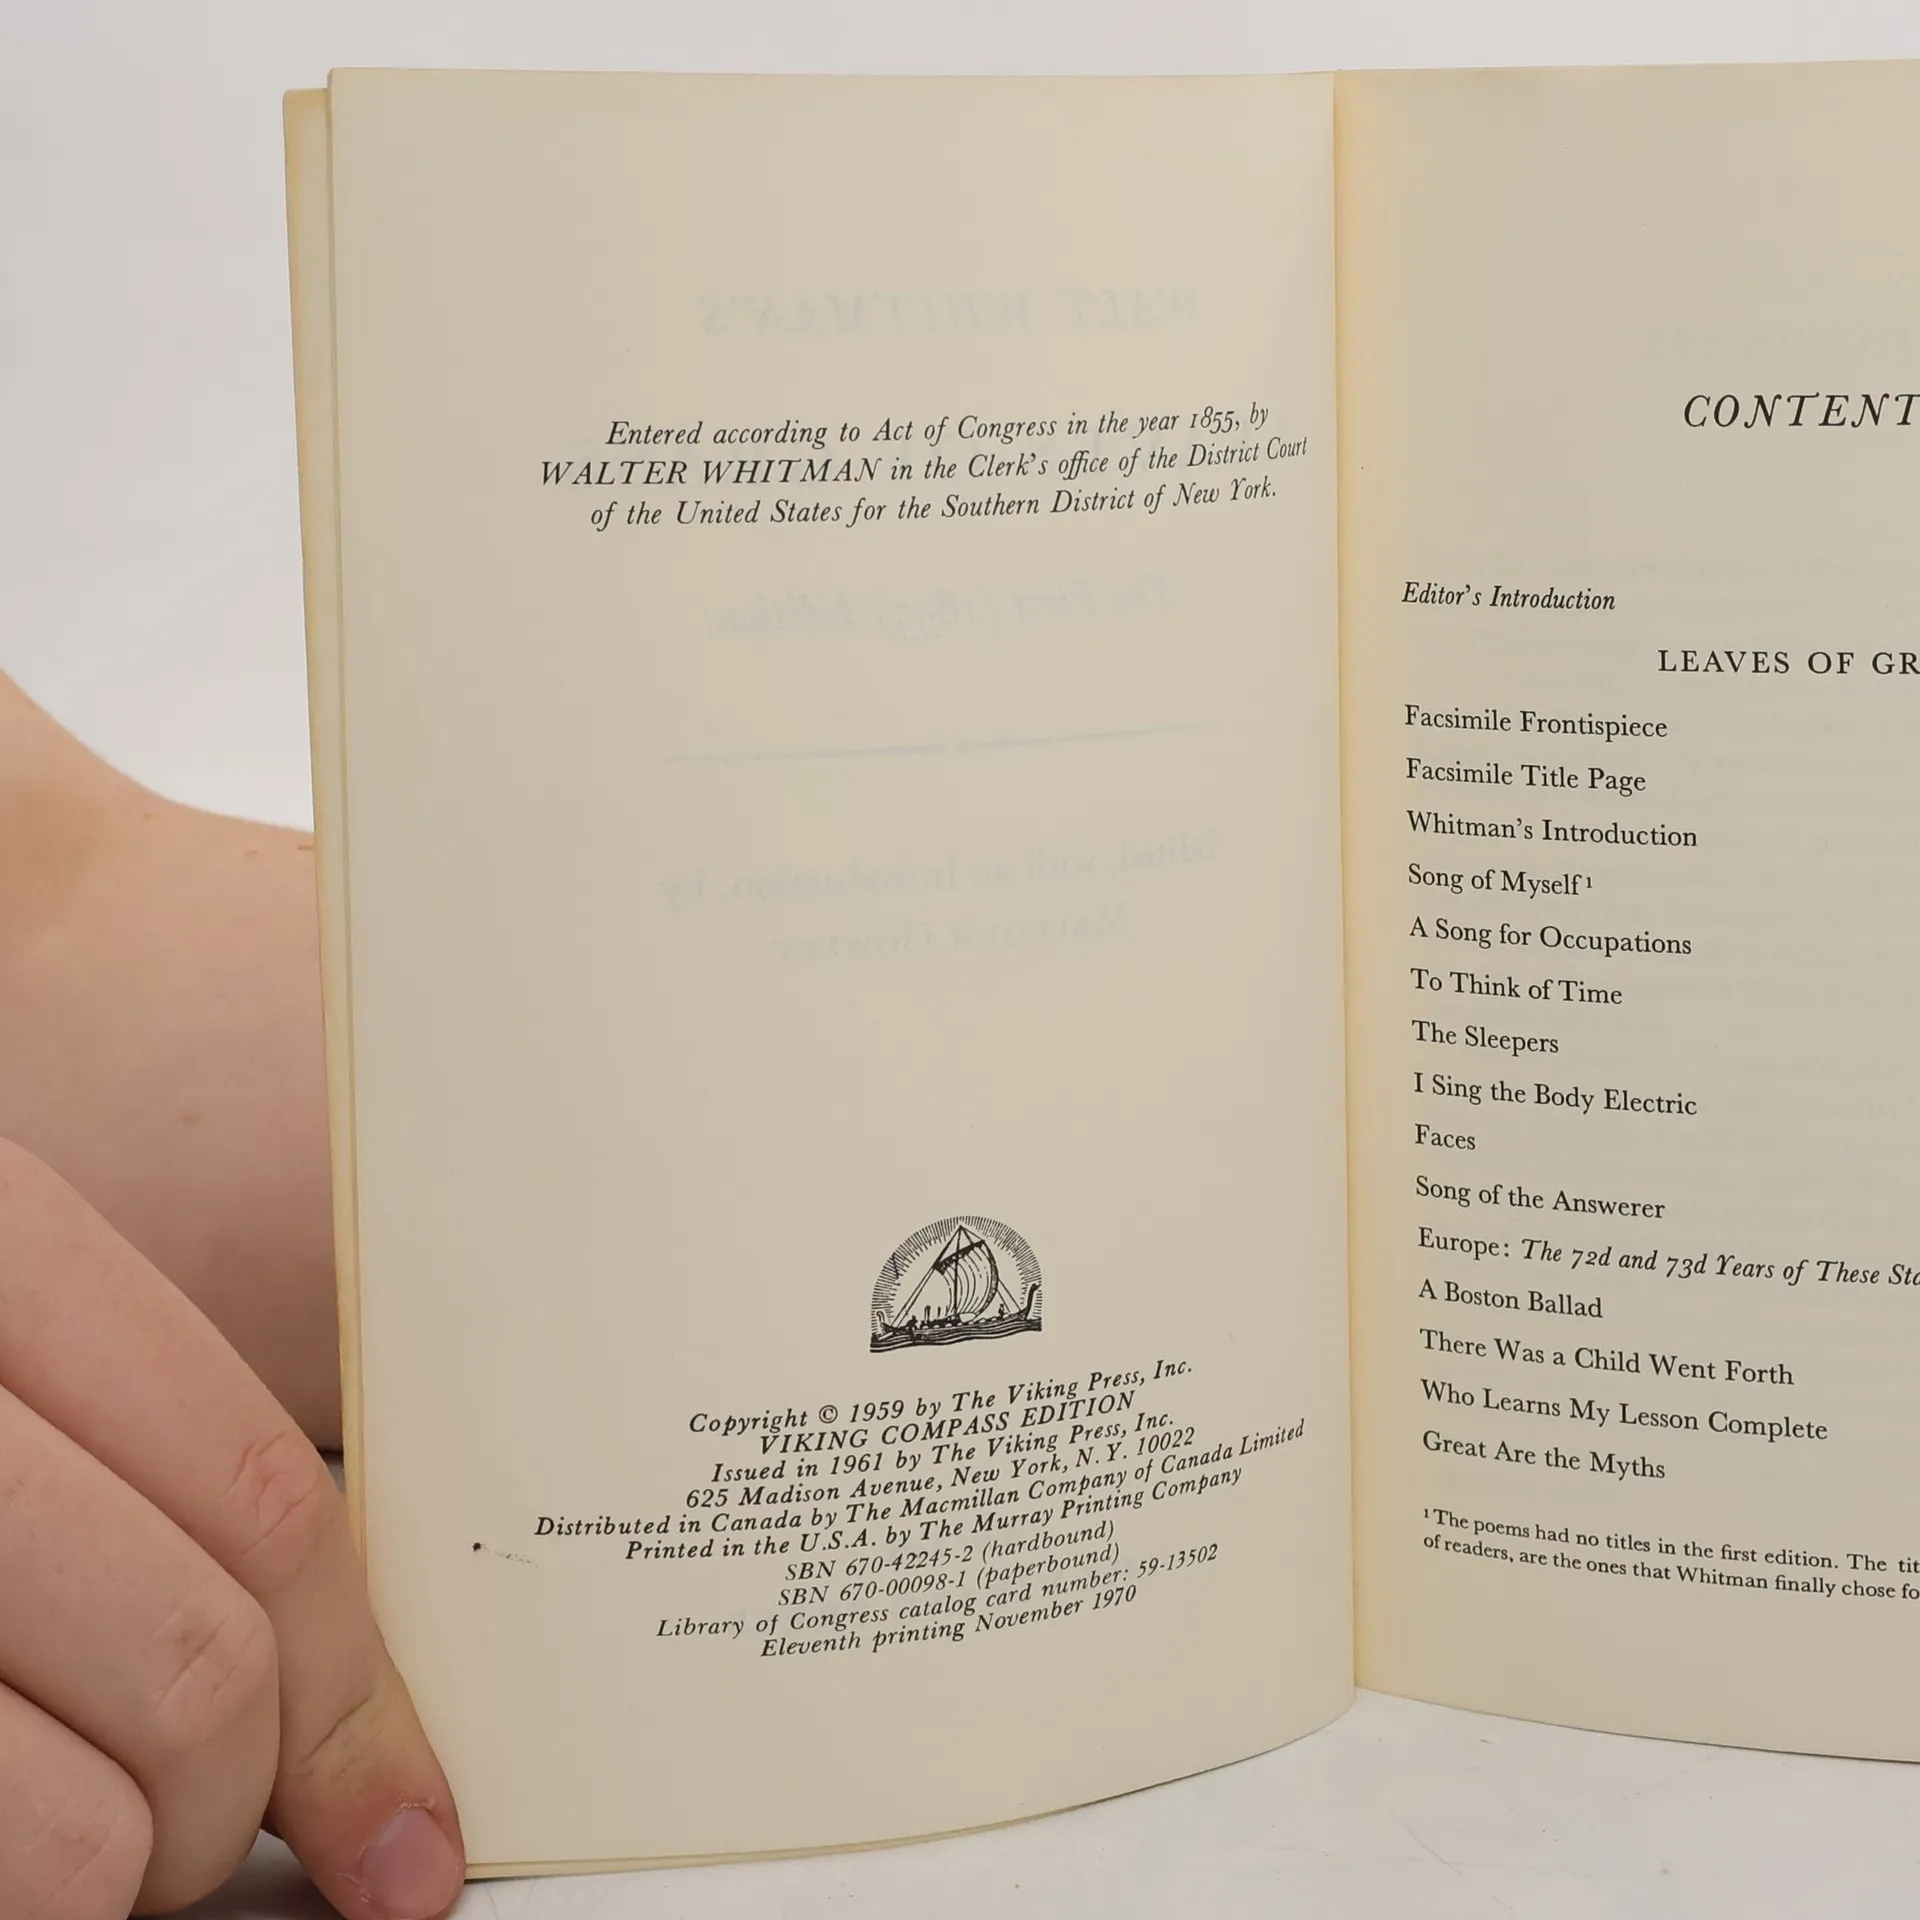 Entered according to Act of Congress in the year 1855, by
WALTER WHITMAN in the Clerk's office of the District Court
of the United States for the Southern District of New York.
Copyright © 1959 by The Viking Press, Inc.
VIKING COMPASS EDITION
Issued in 1961 by The Viking Press, Inc.
625 Madison Avenue, New York, N.Y. 10022
Distributed in Canada by The Macmillan Company of Canada Limited
Printed in the U.S.A. by The Murray Printing Company
SBN 670-42245-2 (hardbound)
SBN 670-00098-1 (paperbound)
Library of Congress catalog card number: 59-13502
Eleventh printing November 1970
CONTENT
Editor's Introduction
LEAVES OF GR
Facsimile Frontispiece
Facsimile Title Page
Whitman's Introduction
Song of Myself¹
A Song for Occupations
To Think of Time
The Sleepers
I Sing the Body Electric
Faces
Song of the Answerer
Europe: The 72d and 73d Years of These Sta
A Boston Ballad
There Was a Child Went Forth
Who Learns My Lesson Complete
Great Are the Myths
¹ The poems had no titles in the first edition. The tit
of readers, are the ones that Whitman finally chose fo